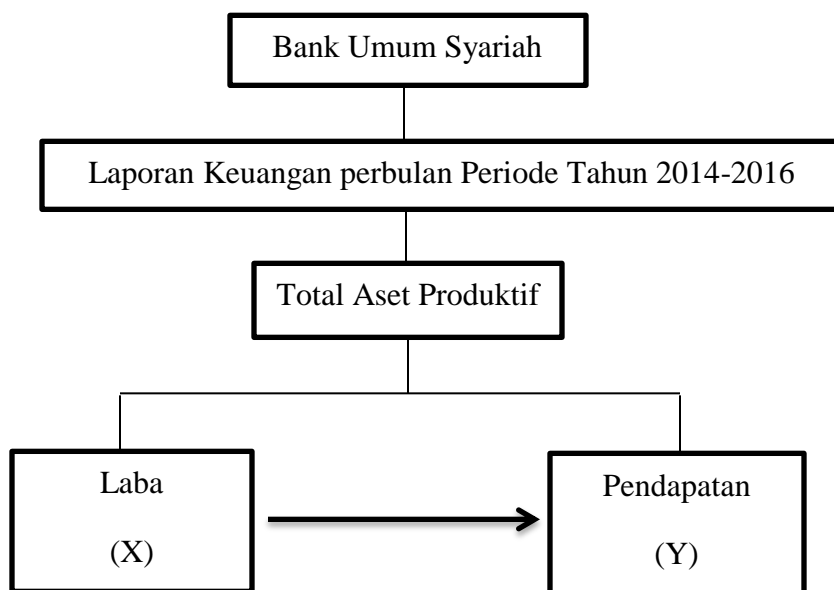 Bank Umum Syariah
Laporan Keuangan perbulan Periode Tahun 2014-2016
Total Aset Produktif
Laba
(X)
Pendapatan
(Y)